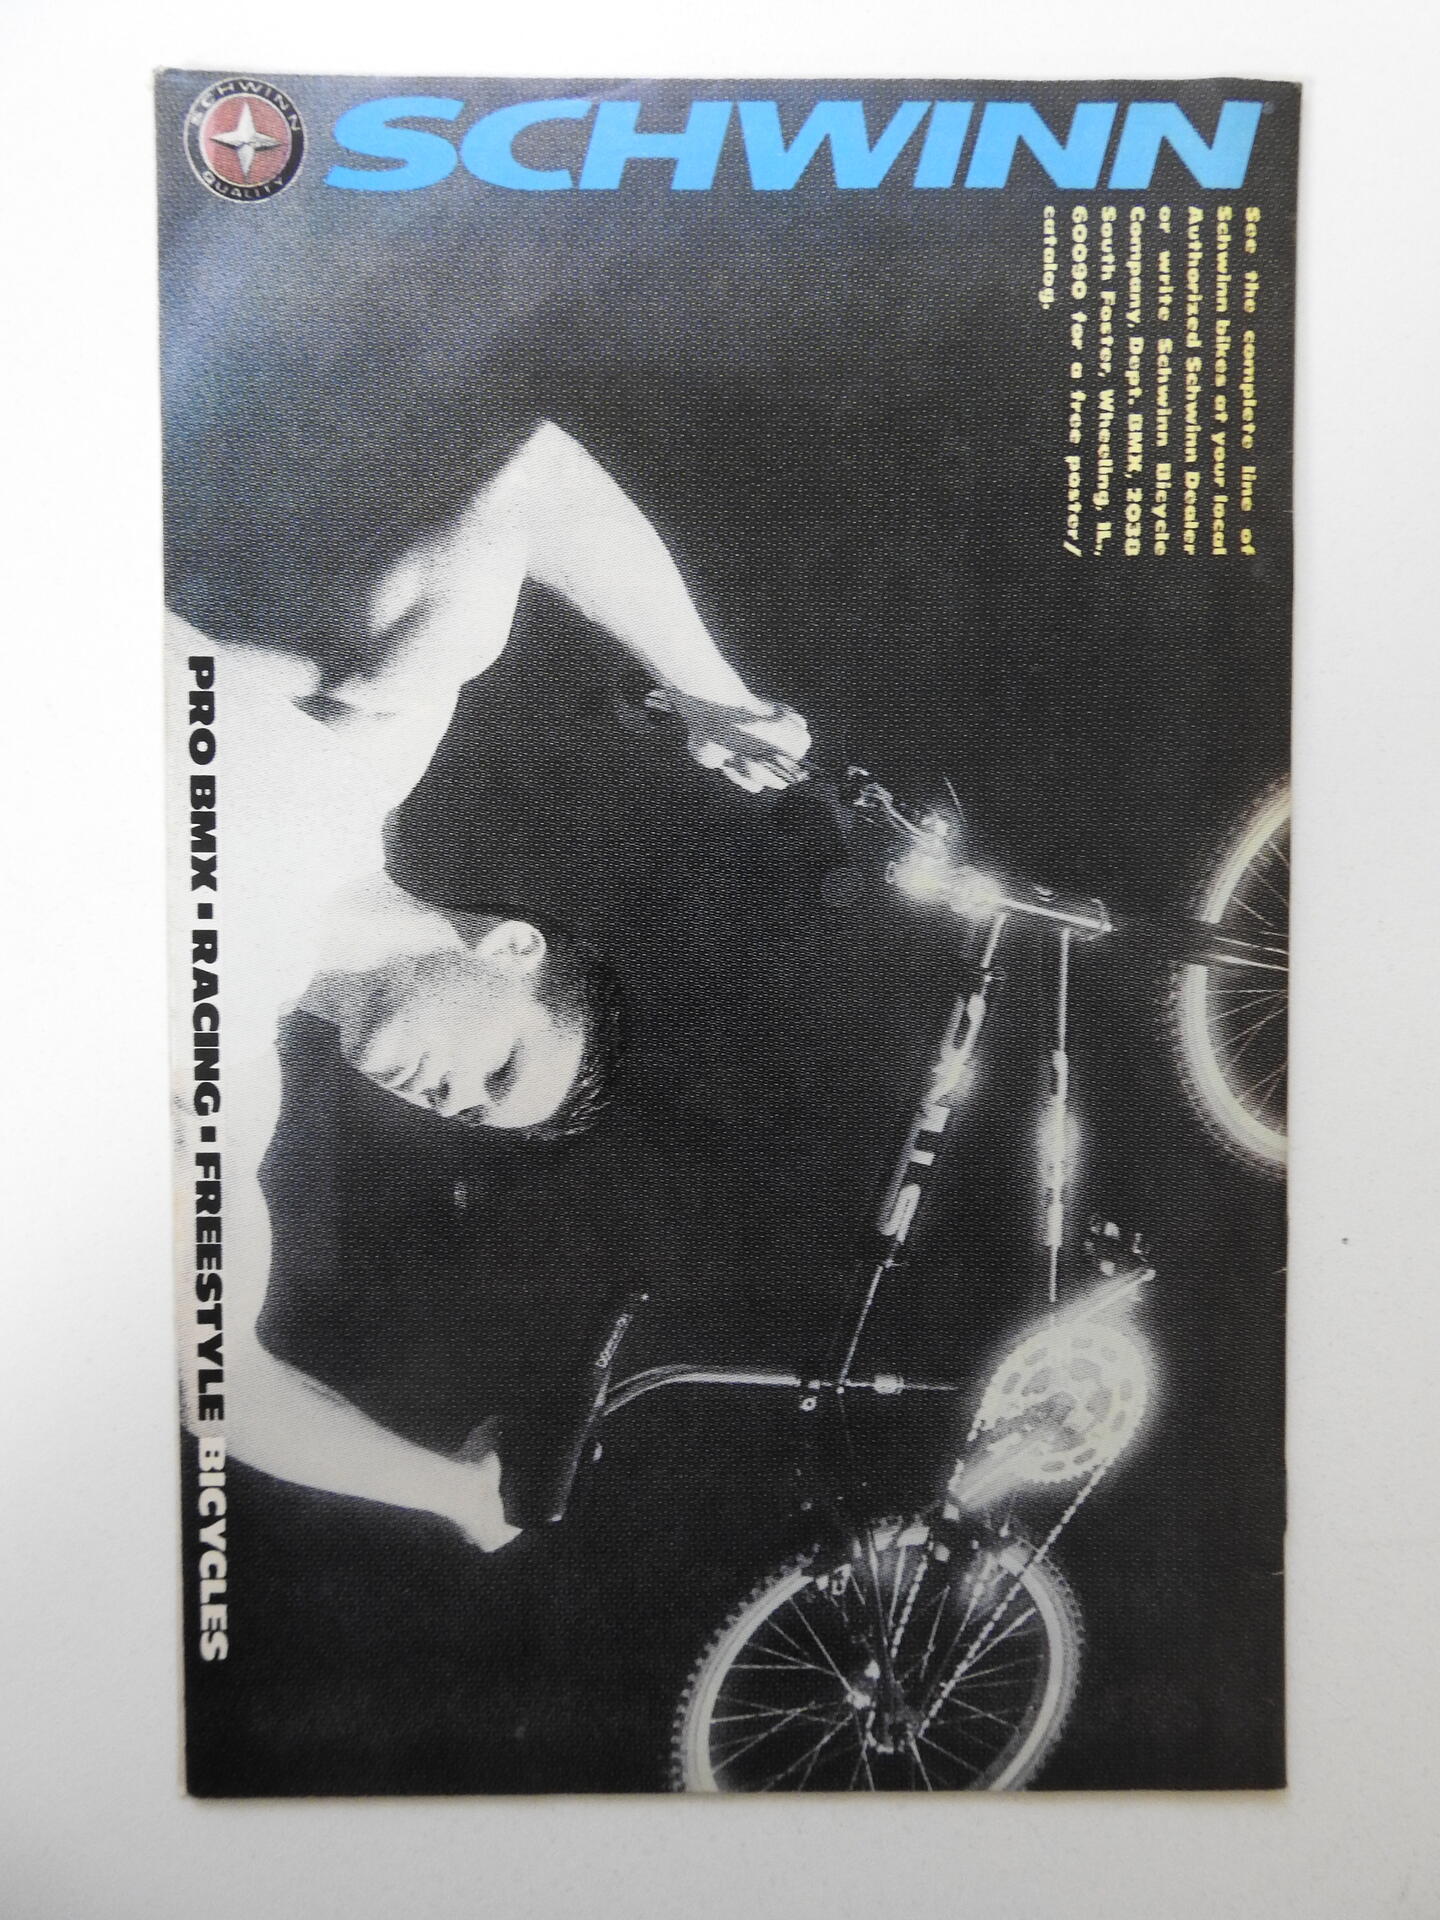 SCHWINN QUALITY
SCHWINN
See the complete line of
Schwinn bikes at your local
Authorized Schwinn Dealer
or write Schwinn Bicycle
Company, Dept. BMX, 2030
South Foster, Wheeling, IL.,
60090 for a free poster/
catalog.
PRO BMX ▪ RACING ▪ FREESTYLE BICYCLES